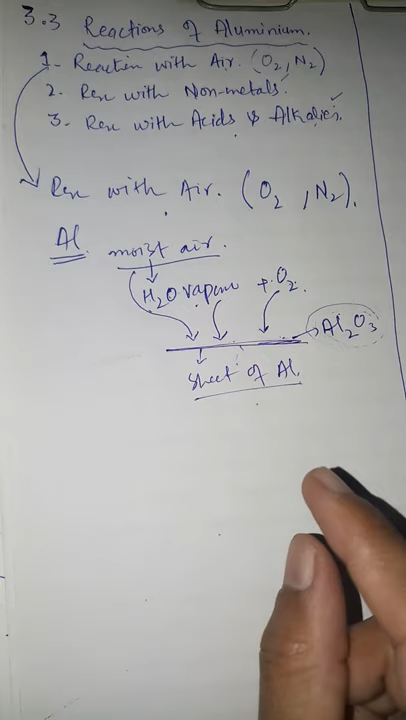 3.3 Reactions of Aluminium.
1- Reaction with Air. (O₂, N₂)
2. Rxn with Non-metals.
3- Rxn with Acids & Alkalies.
Rxn with Air. (O₂, N₂).
Al moist air.
H₂O vapour + O₂.
Al₂O₃
Sheet of Al